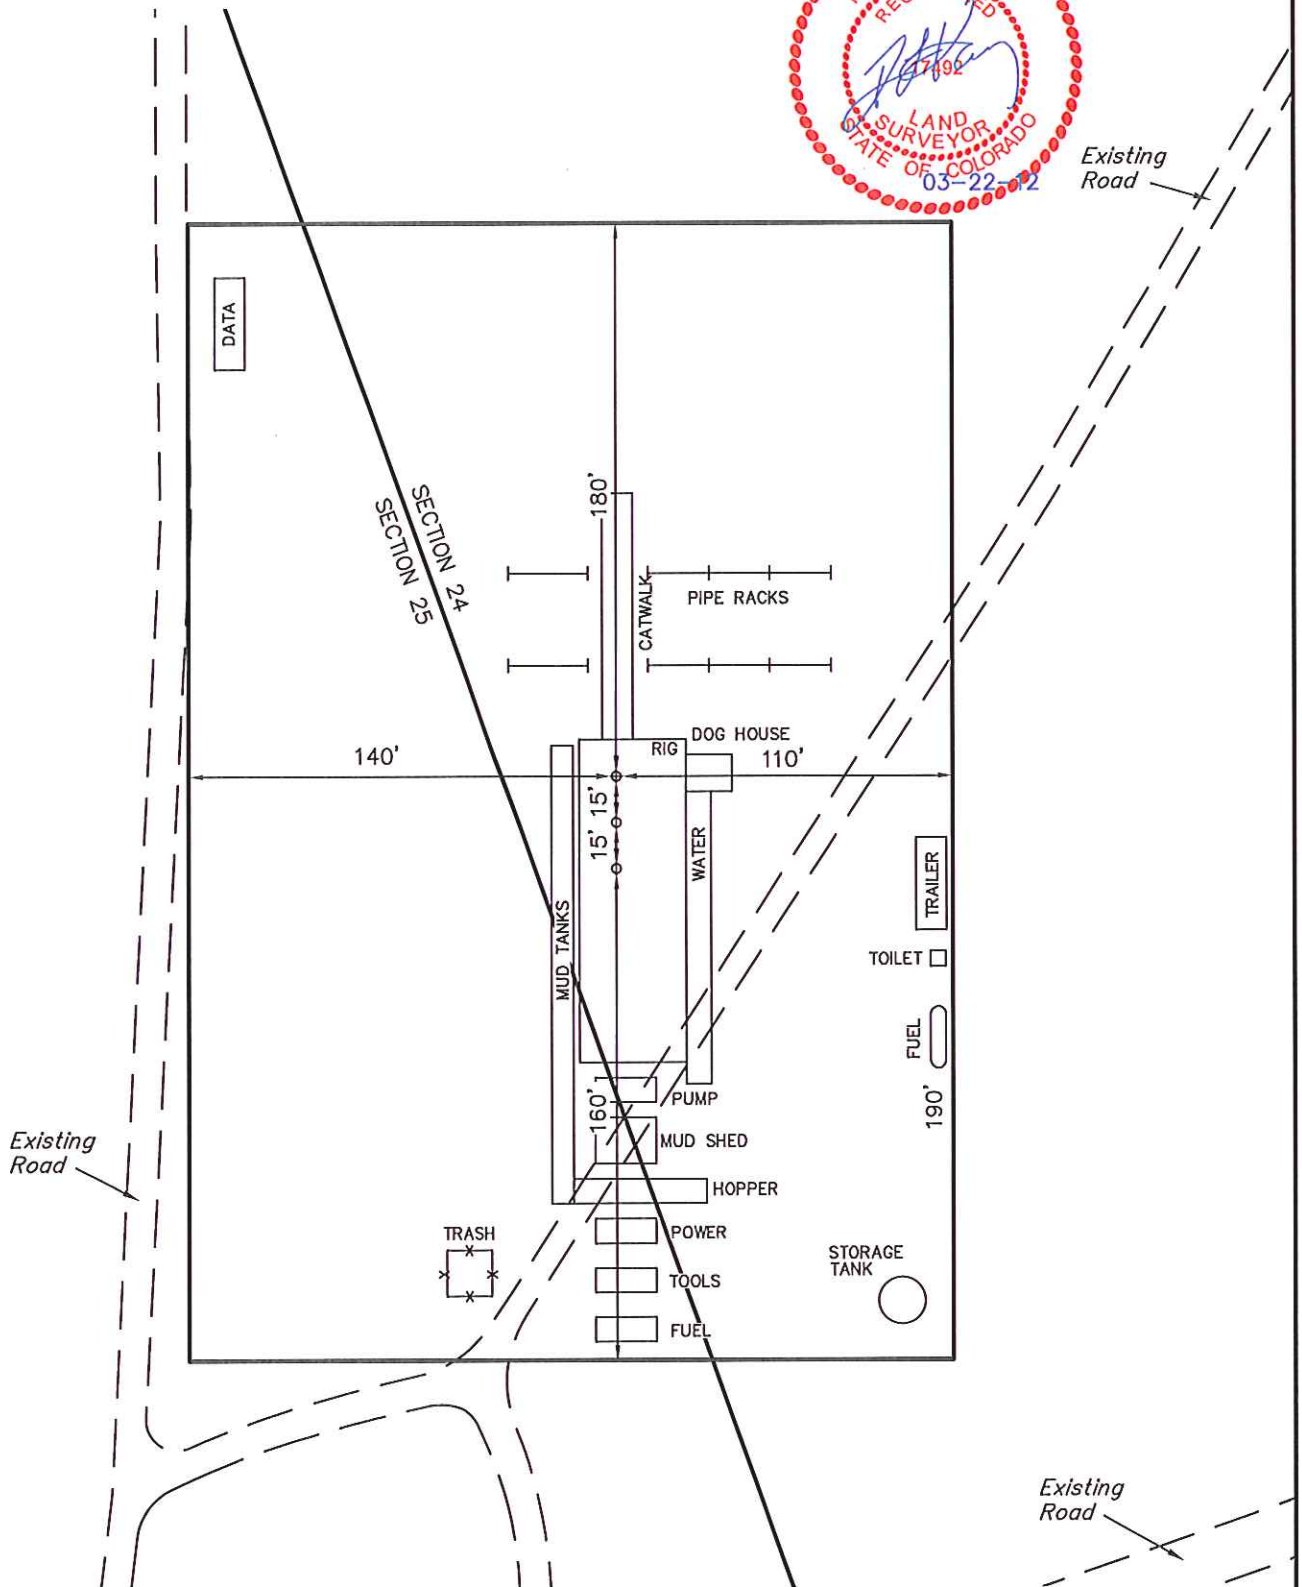 17492
LAND
SURVEYOR
STATE OF COLORADO
03-22-12
Existing
Road
DATA
180'
SECTION 24
SECTION 25
CATWALK
PIPE RACKS
DOG HOUSE
RIG
140'
110'
15'
15'
WATER
MUD TANKS
TRAILER
TOILET
FUEL
190'
PUMP
160'
MUD SHED
HOPPER
POWER
TRASH
TOOLS
FUEL
STORAGE
TANK
Existing
Road
Existing
Road